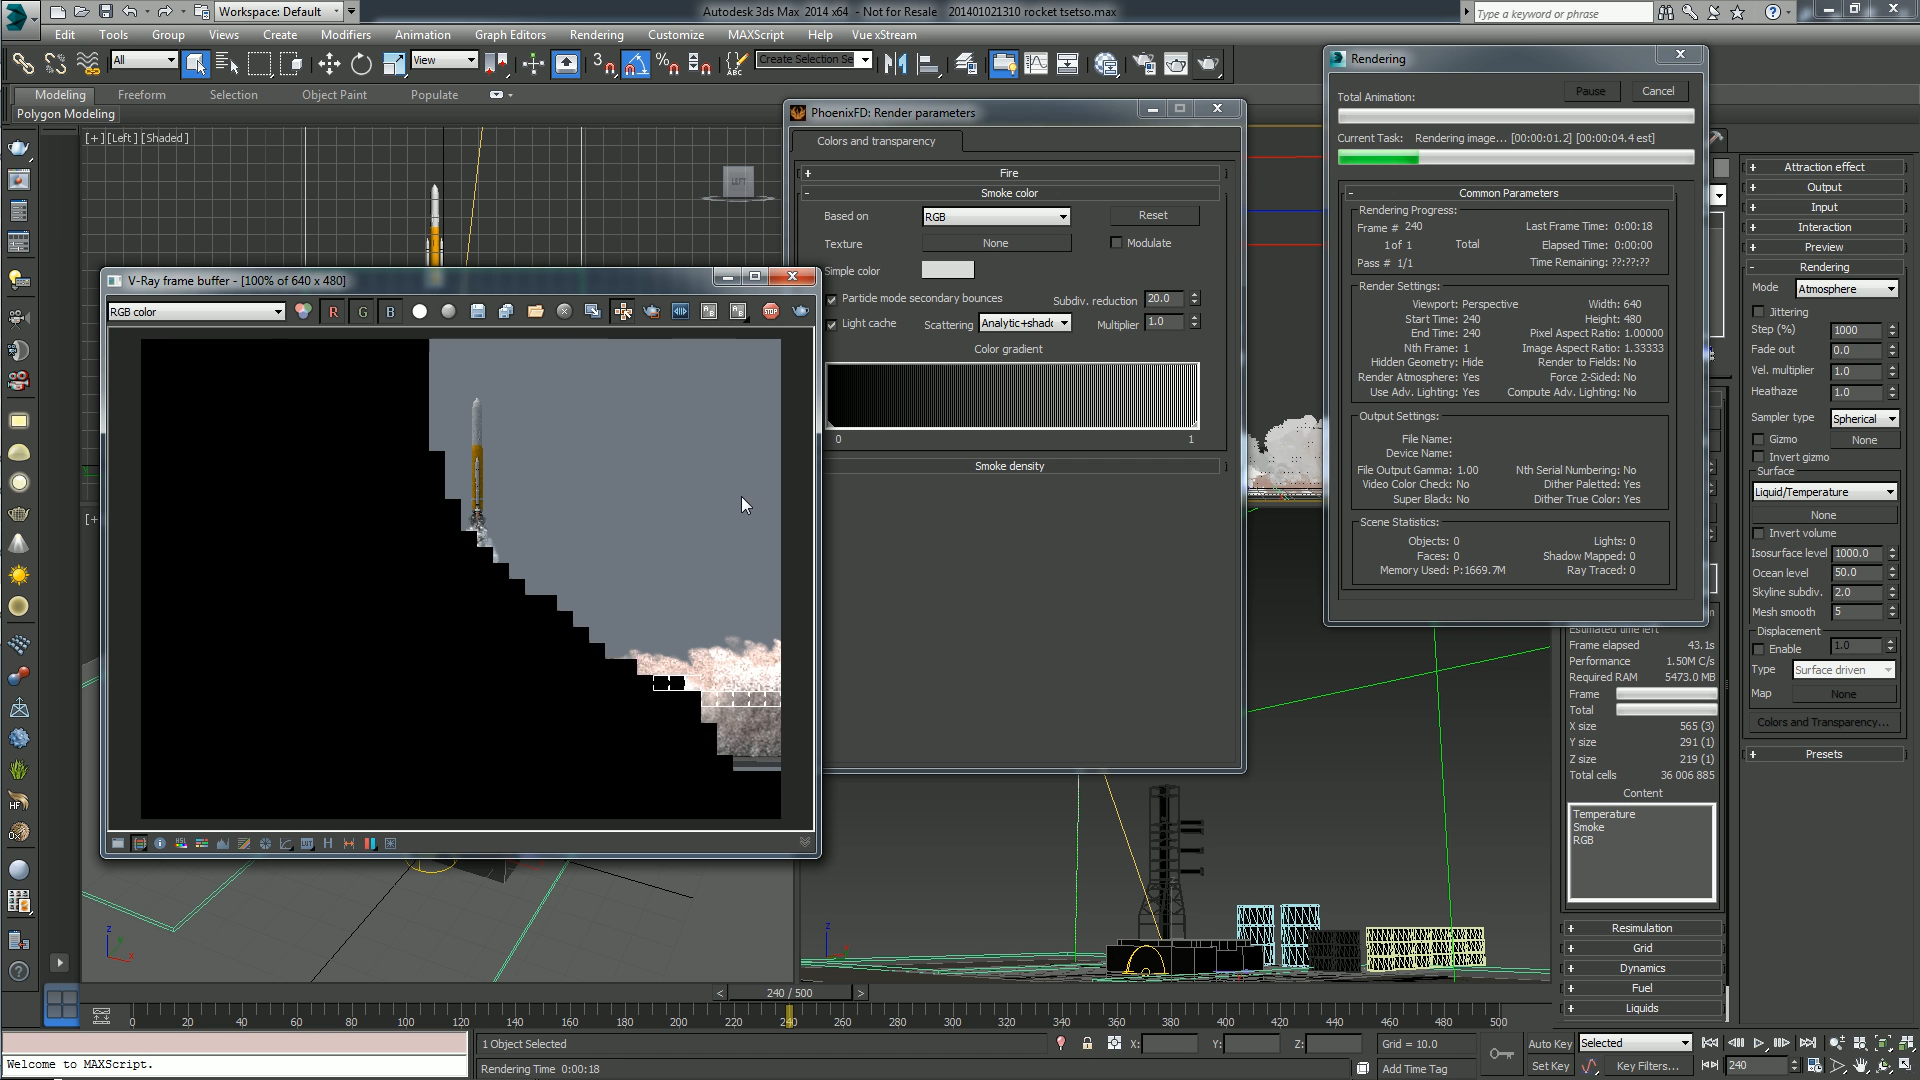 Workspace: Default
Autodesk 3ds Max 2014 x64 - Not for Resale 201401021310 rocket tsetso.max
Type a keyword or phrase
Edit Tools Group Views Create Modifiers Animation Graph Editors Rendering Customize MAXScript Help Vue xStream
All
View
Create Selection Se
Modeling Freeform Selection Object Paint Populate
Polygon Modeling
[+] [Left] [Shaded]
LEFT
V-Ray frame buffer - [100% of 640 x 480]
RGB color
R G B
STOP
PhoenixFD: Render parameters
Colors and transparency
Fire
Smoke color
Based on RGB Reset
Texture None Modulate
Simple color
Particle mode secondary bounces Subdiv. reduction 20.0
Light cache Scattering Analytic+shado Multiplier 1.0
Color gradient
0 1
Smoke density
Rendering
Total Animation: Pause Cancel
Current Task: Rendering image... [00:00:01.2] [00:00:04.4 est]
Common Parameters
Rendering Progress:
Frame # 240 Last Frame Time: 0:00:18
1 of 1 Total Elapsed Time: 0:00:00
Pass # 1/1 Time Remaining: ??:??:??
Render Settings:
Viewport: Perspective Width: 640
Start Time: 240 Height: 480
End Time: 240 Pixel Aspect Ratio: 1.00000
Nth Frame: 1 Image Aspect Ratio: 1.33333
Hidden Geometry: Hide Render to Fields: No
Render Atmosphere: Yes Force 2-Sided: No
Use Adv. Lighting: Yes Compute Adv. Lighting: No
Output Settings:
File Name:
Device Name:
File Output Gamma: 1.00 Nth Serial Numbering: No
Video Color Check: No Dither Paletted: Yes
Super Black: No Dither True Color: Yes
Scene Statistics:
Objects: 0 Lights: 0
Faces: 0 Shadow Mapped: 0
Memory Used: P:1669.7M Ray Traced: 0
Estimated time left
Frame elapsed 43.1s
Performance 1.50M C/s
Required RAM 5473.0 MB
Frame
Total
X size 565 (3)
Y size 291 (1)
Z size 219 (1)
Total cells 36 006 885
Content
Temperature
Smoke
RGB
Resimulation
Grid
Dynamics
Fuel
Liquids
Attraction effect
Output
Input
Interaction
Preview
Rendering
Mode Atmosphere
Jittering
Step (%) 1000
Fade out 0.0
Vel. multiplier 1.0
Heathaze 1.0
Sampler type Spherical
Gizmo None
Invert gizmo
Surface
Liquid/Temperature
None
Invert volume
Isosurface level 1000.0
Ocean level 50.0
Skyline subdiv. 2.0
Mesh smooth 5
Displacement
Enable 1.0
Type Surface driven
Map None
Colors and Transparency...
Presets
< 240 / 500 >
0 20 40 60 80 100 120 140 160 180 200 220 240 260 280 300 320 340 360 380 400 420 440 460 480 500
1 Object Selected X: Y: Z: Grid = 10.0 Auto Key Selected
Welcome to MAXScript. Rendering Time 0:00:18 Add Time Tag Set Key Key Filters... 240